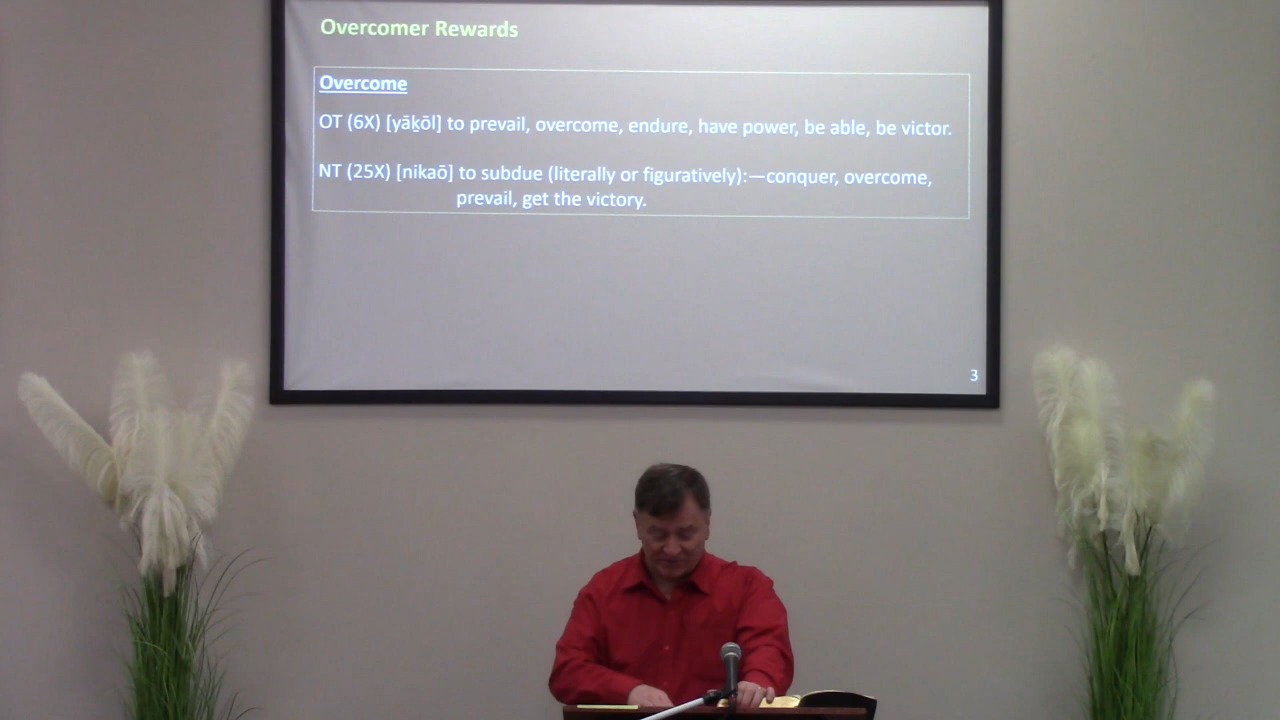 Overcomer Rewards
Overcome
OT (6X) [yāḵōl] to prevail, overcome, endure, have power, be able, be victor.
NT (25X) [nikaō] to subdue (literally or figuratively):—conquer, overcome,
prevail, get the victory.
3